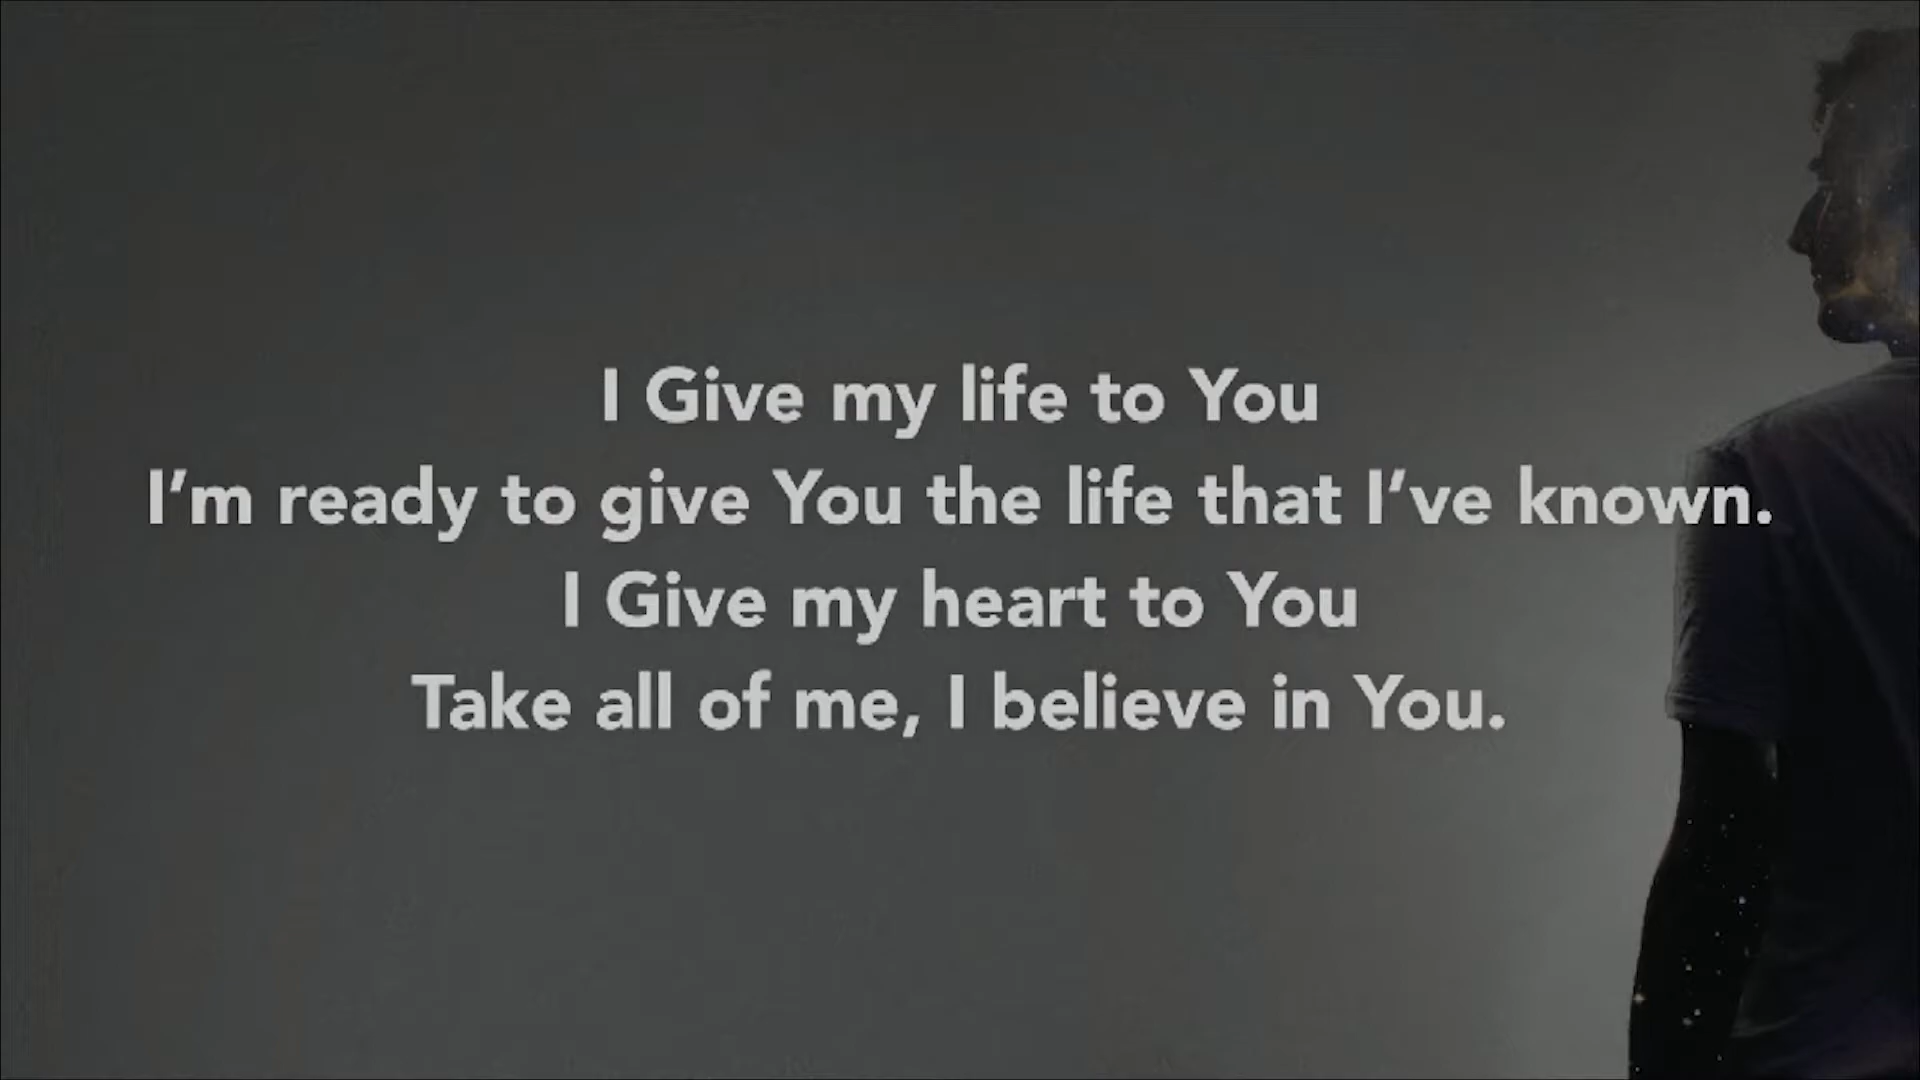 I Give my life to You
I’m ready to give You the life that I’ve known.
I Give my heart to You
Take all of me, I believe in You.